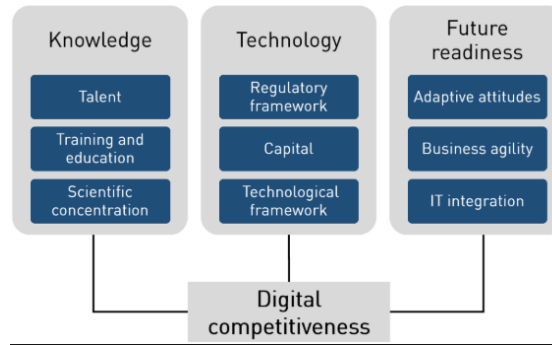 Knowledge
Talent
Training and
education
Scientific
concentration
Technology
Regulatory
framework
Capital
Technological
framework
Future
readiness
Adaptive attitudes
Business agility
IT integration
Digital
competitiveness